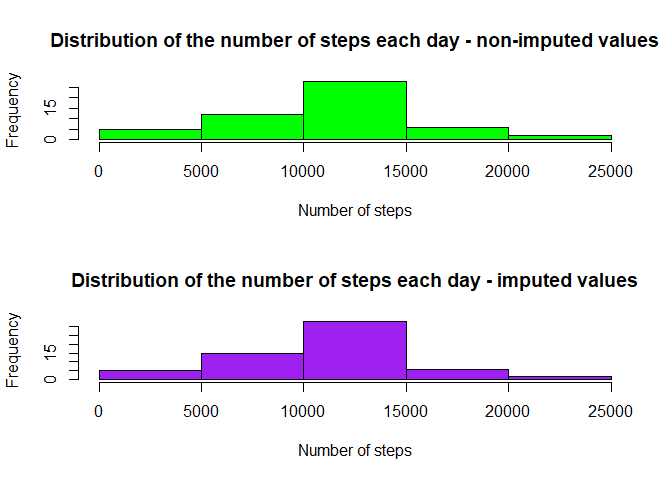 Distribution of the number of steps each day - non-imputed values
Frequency
15
0
0 5000 10000 15000 20000 25000
Number of steps
Distribution of the number of steps each day - imputed values
Frequency
15
0
0 5000 10000 15000 20000 25000
Number of steps